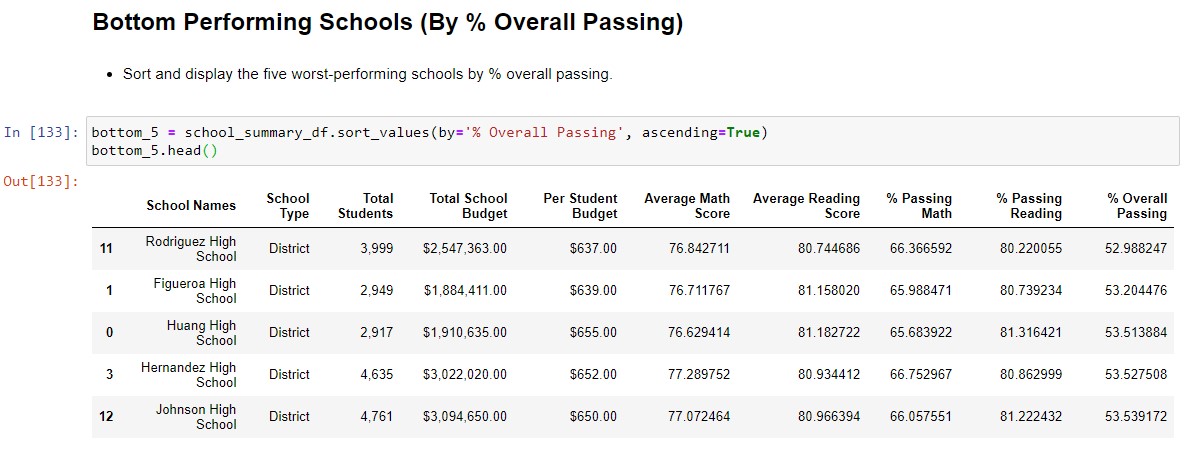 Bottom Performing Schools (By % Overall Passing)
• Sort and display the five worst-performing schools by % overall passing.
In [133]: bottom_5 = school_summary_df.sort_values(by='% Overall Passing', ascending=True)
bottom_5.head()
Out[133]:
School Names School Type Total Students Total School Budget Per Student Budget Average Math Score Average Reading Score % Passing Math % Passing Reading % Overall Passing
11 Rodriguez High School District 3,999 $2,547,363.00 $637.00 76.842711 80.744686 66.366592 80.220055 52.988247
1 Figueroa High School District 2,949 $1,884,411.00 $639.00 76.711767 81.158020 65.988471 80.739234 53.204476
0 Huang High School District 2,917 $1,910,635.00 $655.00 76.629414 81.182722 65.683922 81.316421 53.513884
3 Hernandez High School District 4,635 $3,022,020.00 $652.00 77.289752 80.934412 66.752967 80.862999 53.527508
12 Johnson High School District 4,761 $3,094,650.00 $650.00 77.072464 80.966394 66.057551 81.222432 53.539172